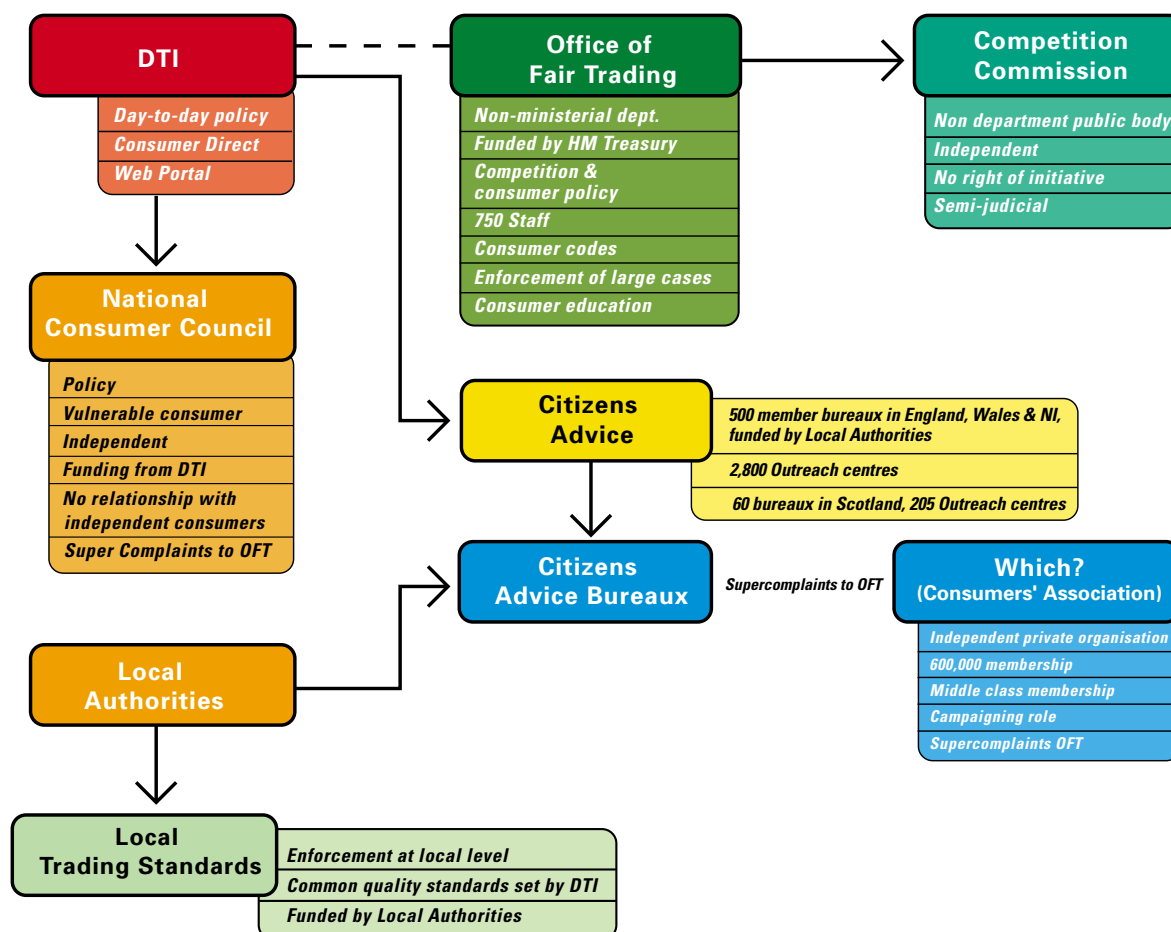 DTI
Day-to-day policy
Consumer Direct
Web Portal
Office of
Fair Trading
Non-ministerial dept.
Funded by HM Treasury
Competition &
consumer policy
750 Staff
Consumer codes
Enforcement of large cases
Consumer education
Competition
Commission
Non department public body
Independent
No right of initiative
Semi-judicial
National
Consumer Council
Policy
Vulnerable consumer
Independent
Funding from DTI
No relationship with
independent consumers
Super Complaints to OFT
Citizens
Advice
500 member bureaux in England, Wales & NI,
funded by Local Authorities
2,800 Outreach centres
60 bureaux in Scotland, 205 Outreach centres
Citizens
Advice Bureaux
Supercomplaints to OFT
Which?
(Consumers' Association)
Independent private organisation
600,000 membership
Middle class membership
Campaigning role
Supercomplaints OFT
Local
Authorities
Local
Trading Standards
Enforcement at local level
Common quality standards set by DTI
Funded by Local Authorities